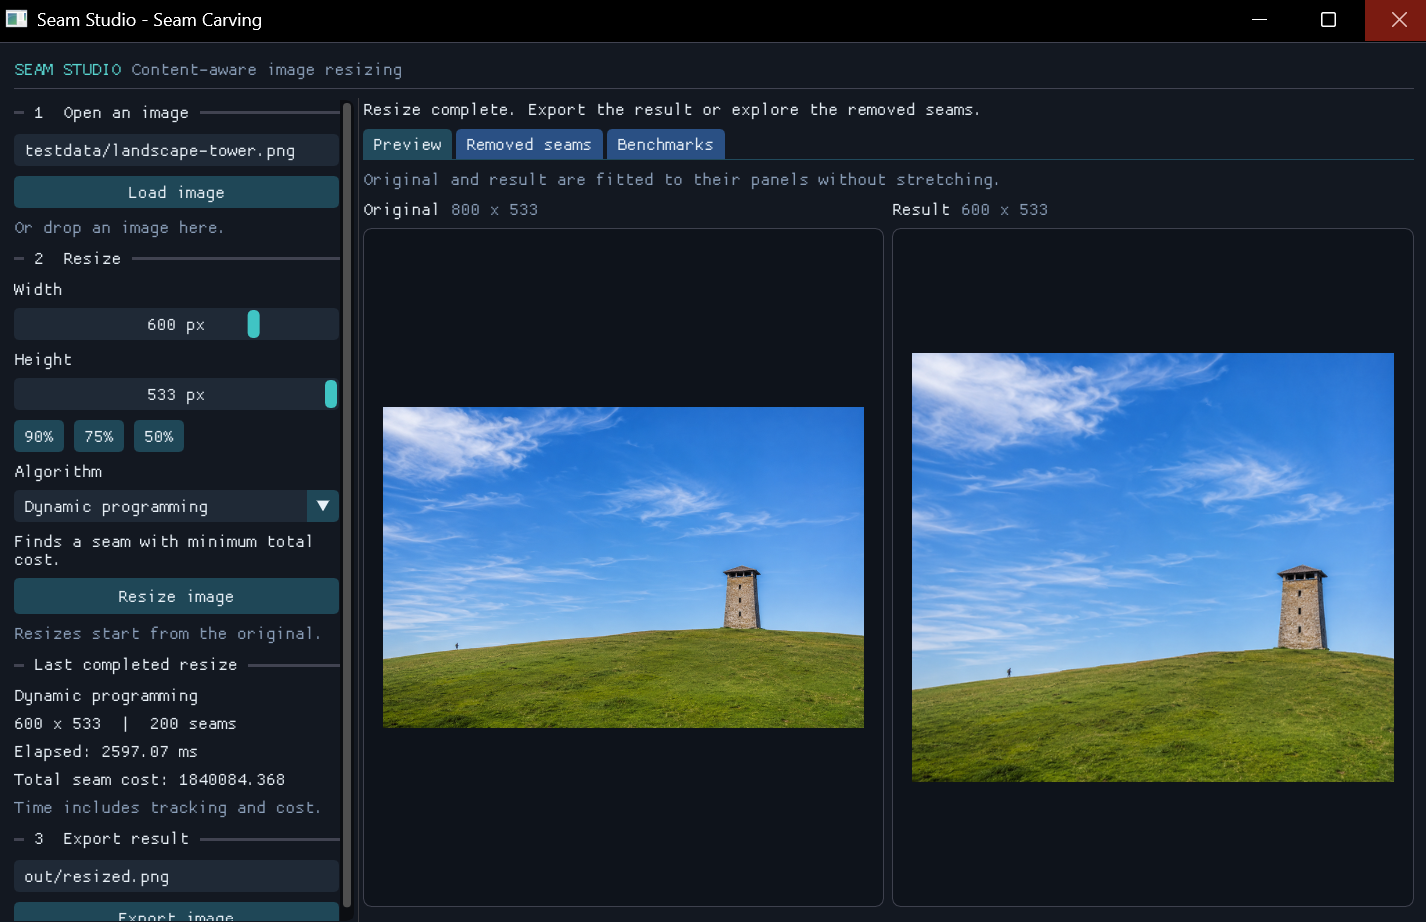 Seam Studio - Seam Carving
SEAM STUDIO Content-aware image resizing
1 Open an image
testdata/landscape-tower.png
Load image
Or drop an image here.
2 Resize
Width
600 px
Height
533 px
90% 75% 50%
Algorithm
Dynamic programming
Finds a seam with minimum total
cost.
Resize image
Resizes start from the original.
Last completed resize
Dynamic programming
600 x 533 | 200 seams
Elapsed: 2597.07 ms
Total seam cost: 1840084.368
Time includes tracking and cost.
3 Export result
out/resized.png
Export image
Resize complete. Export the result or explore the removed seams.
Preview Removed seams Benchmarks
Original and result are fitted to their panels without stretching.
Original 800 x 533
Result 600 x 533